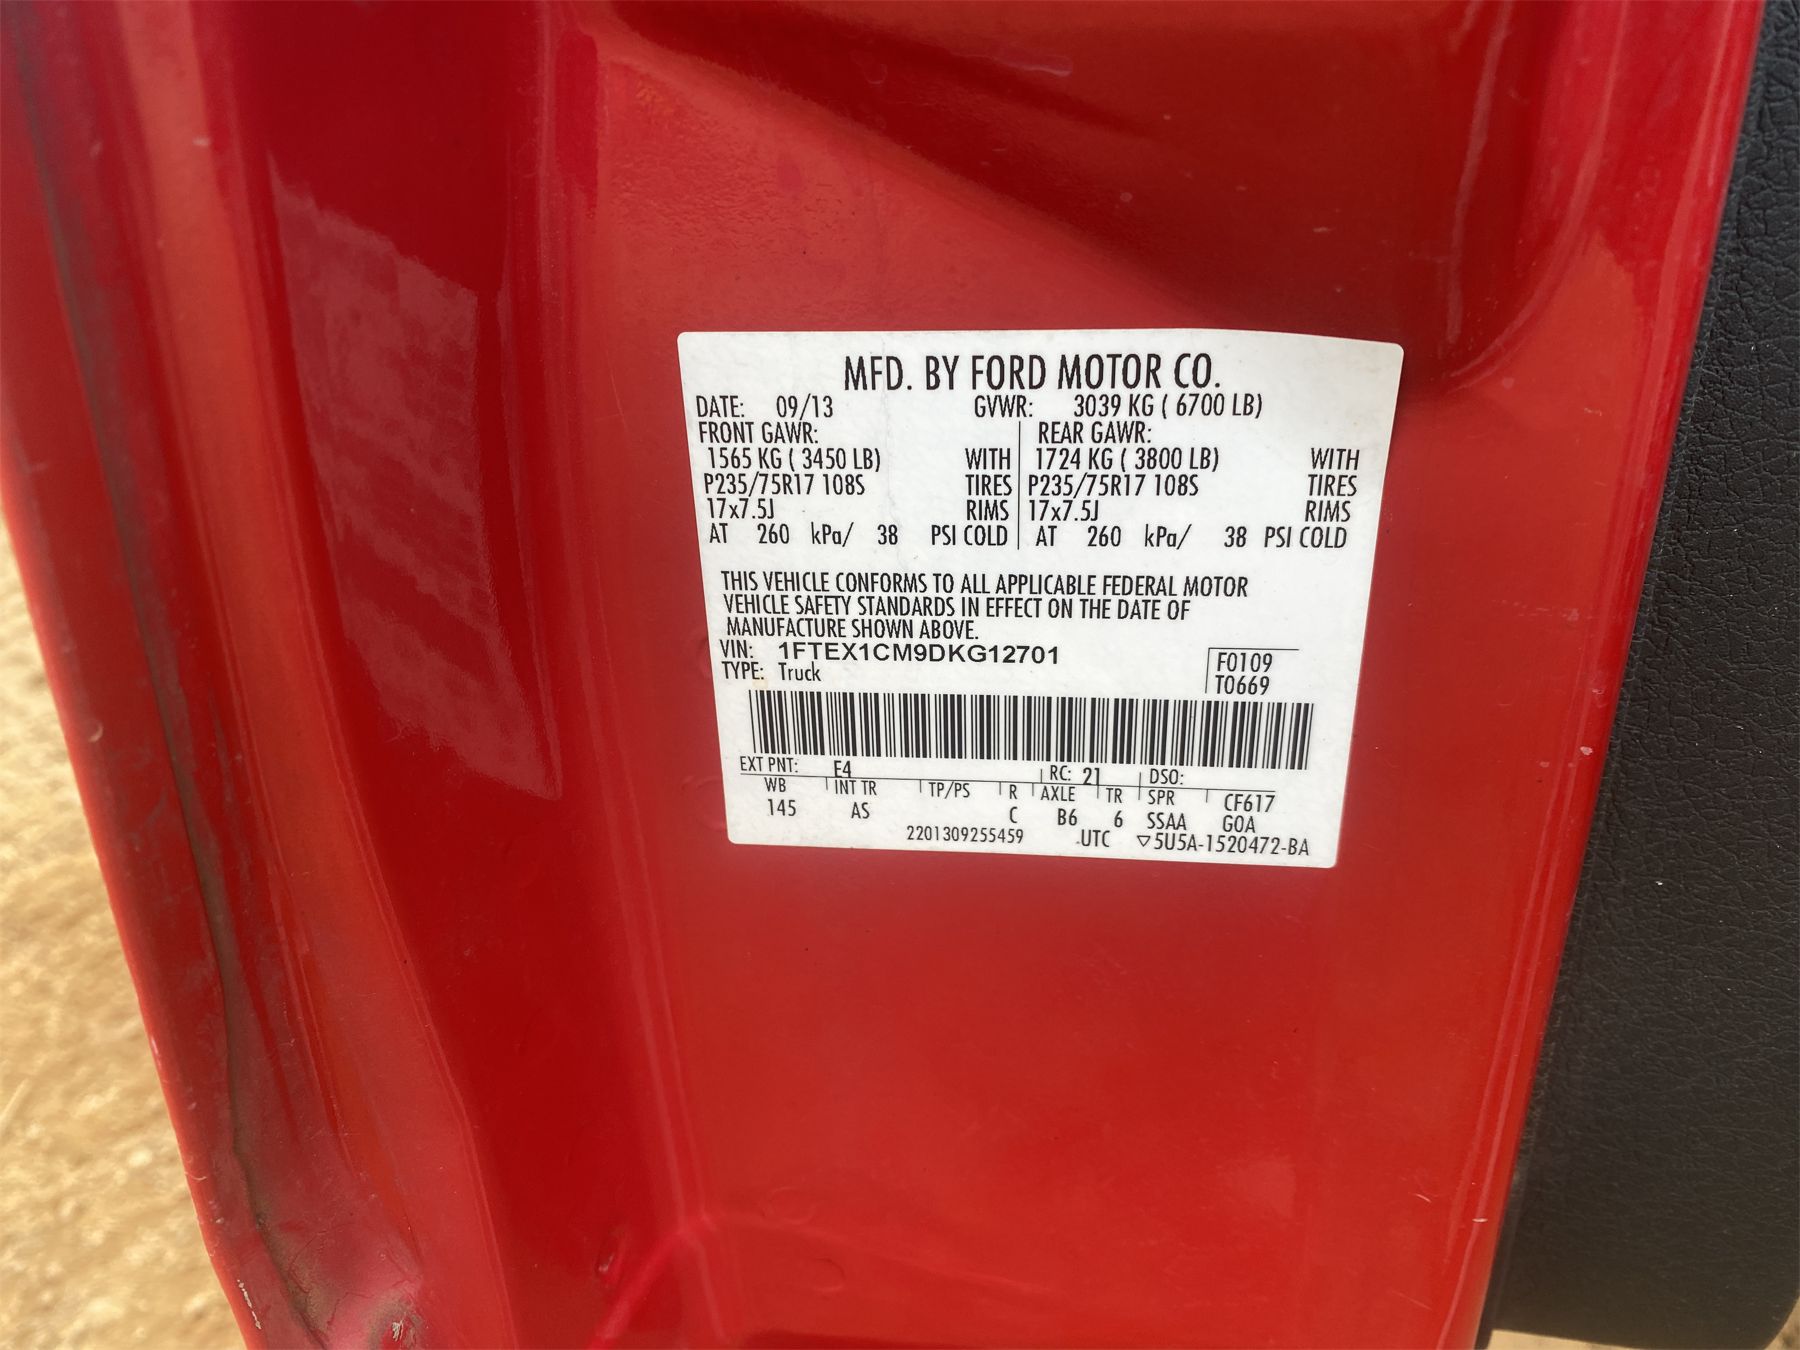 MFD. BY FORD MOTOR CO.
DATE: 09/13 GVWR: 3039 KG ( 6700 LB)
FRONT GAWR: REAR GAWR:
1565 KG ( 3450 LB) WITH 1724 KG ( 3800 LB) WITH
P235/75R17 108S TIRES P235/75R17 108S TIRES
17x7.5J RIMS 17x7.5J RIMS
AT 260 kPa/ 38 PSI COLD AT 260 kPa/ 38 PSI COLD
THIS VEHICLE CONFORMS TO ALL APPLICABLE FEDERAL MOTOR
VEHICLE SAFETY STANDARDS IN EFFECT ON THE DATE OF
MANUFACTURE SHOWN ABOVE.
VIN: 1FTEX1CM9DKG12701 F0109
TYPE: Truck T0669
EXT PNT: E4 RC: 21 DSO:
WB INT TR TP/PS R AXLE TR SPR CF617
145 AS C B6 6 SSAA GOA
2201309255459 .UTC ▽5U5A-1520472-BA